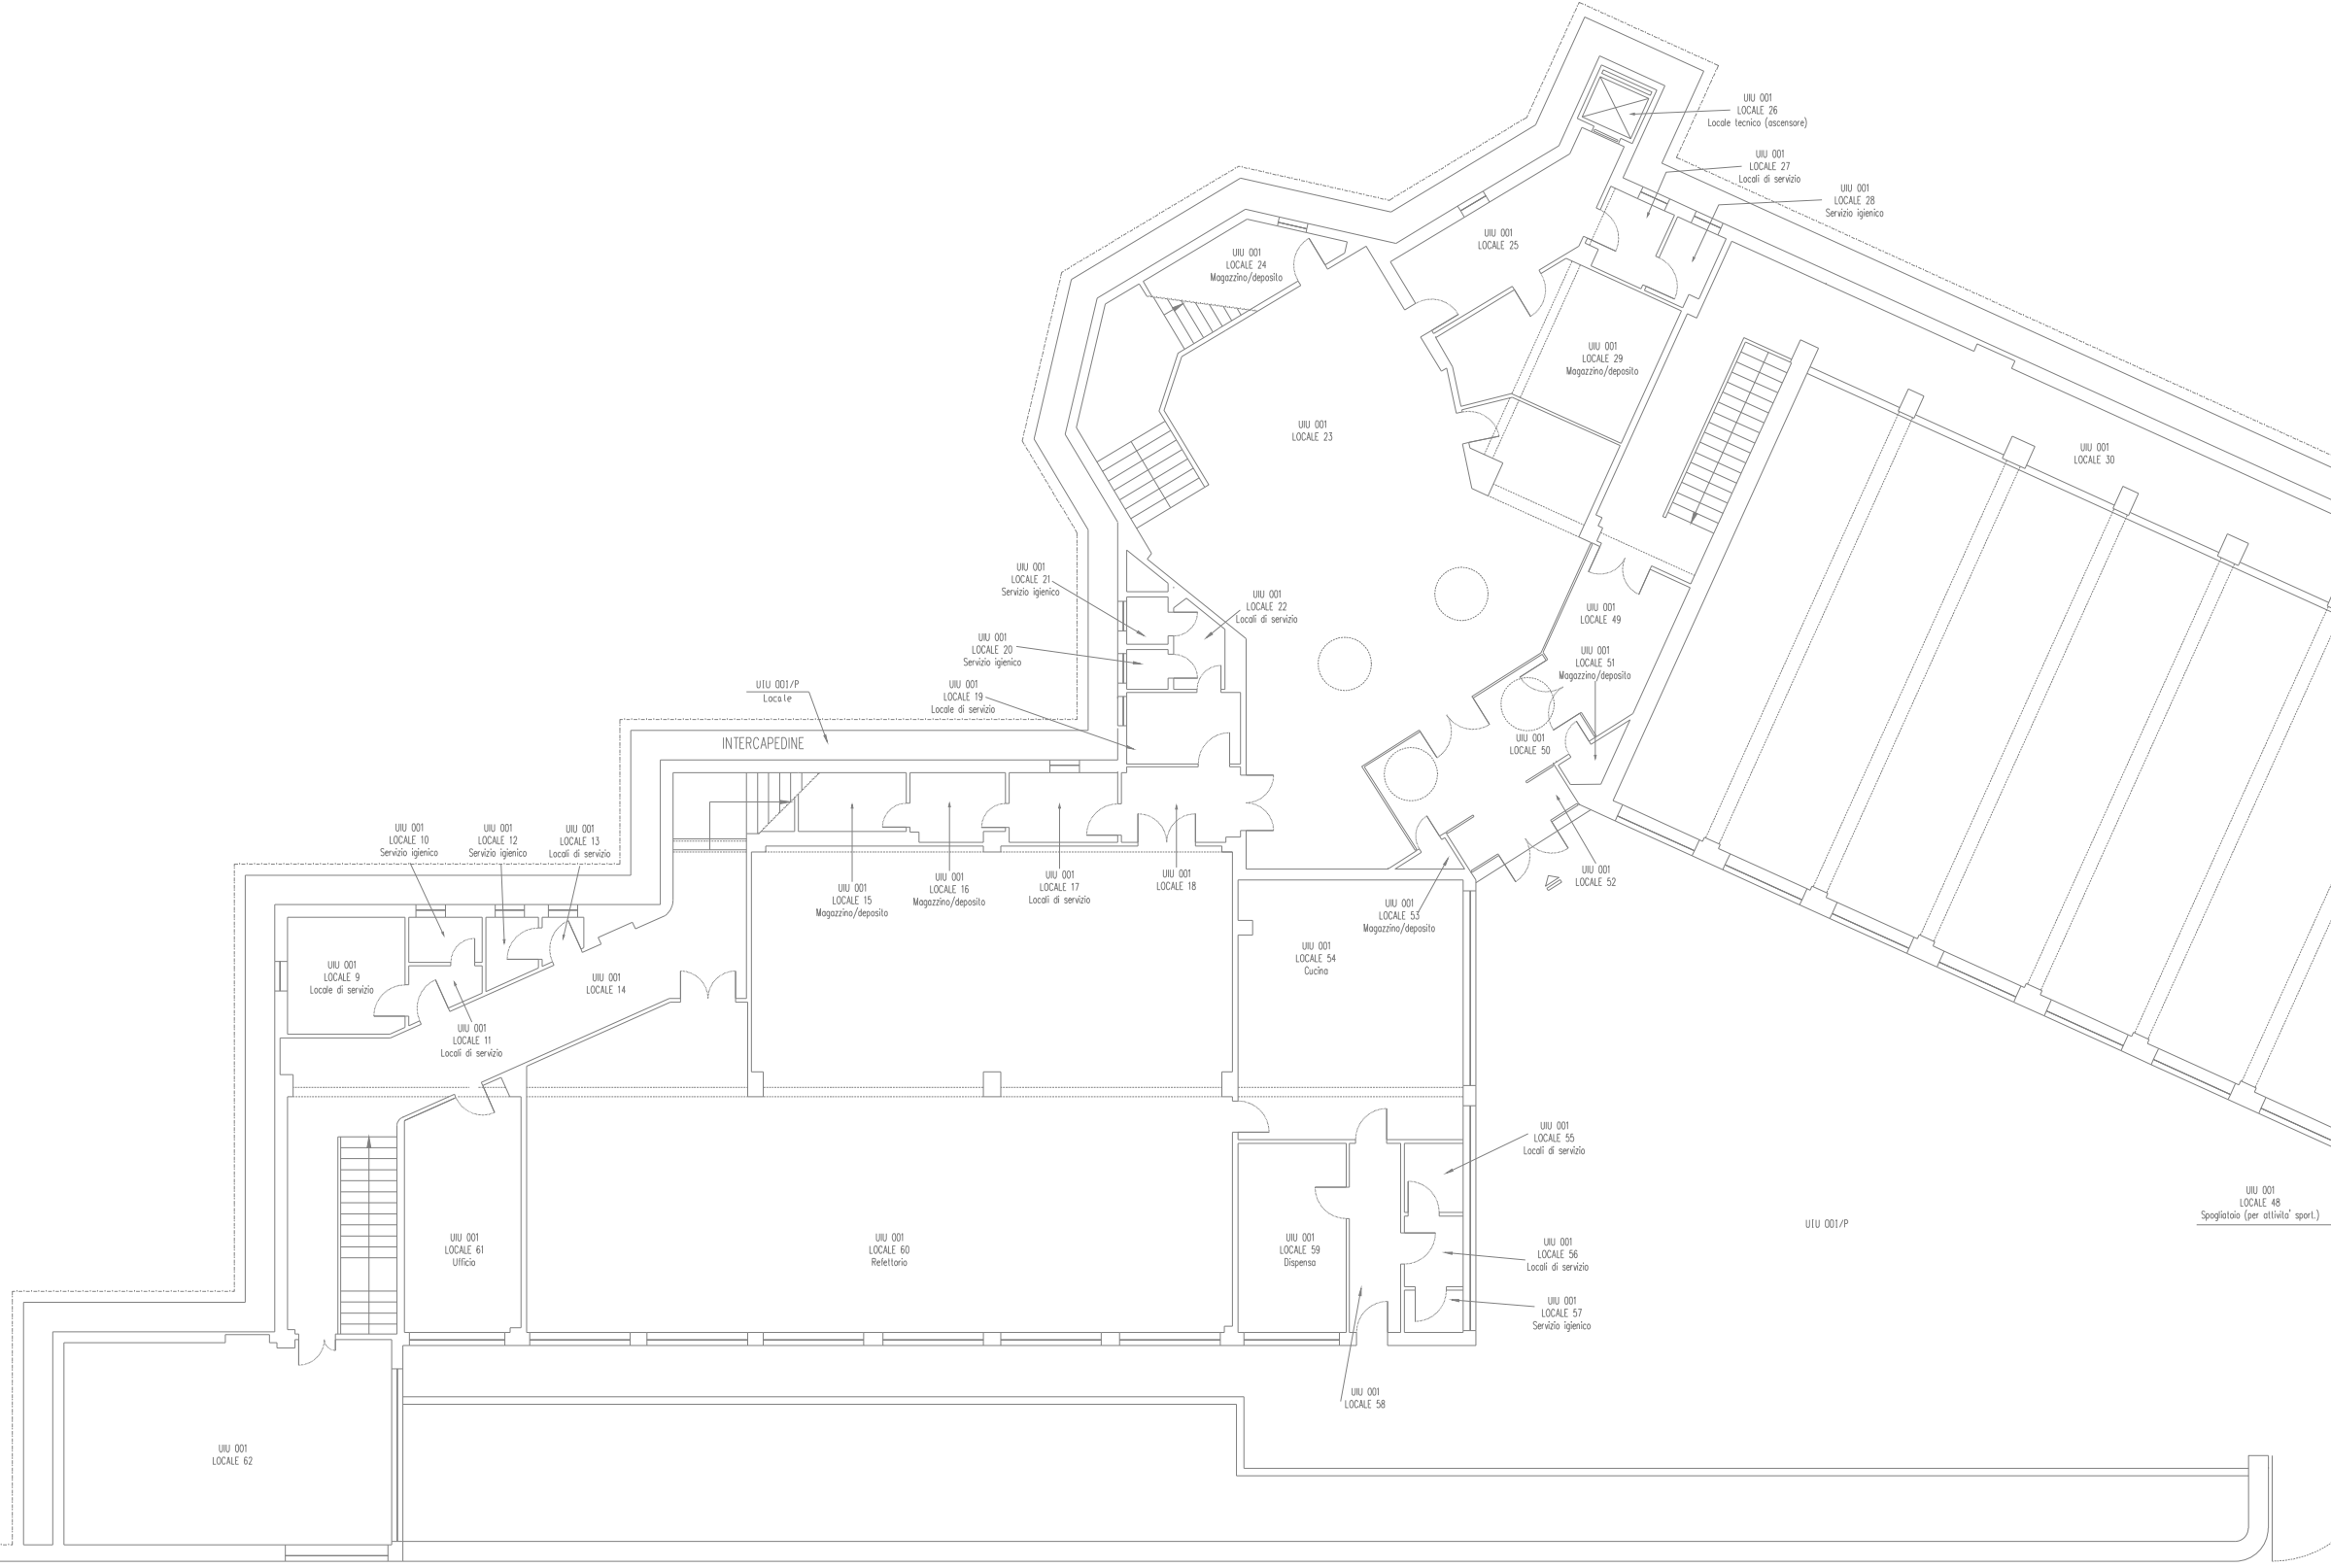 UIU 001
LOCALE 26
Locale tecnico (ascensore)
UIU 001
LOCALE 27
Locali di servizio
UIU 001
LOCALE 28
Servizio igienico
UIU 001
LOCALE 25
UIU 001
LOCALE 24
Magazzino/deposito
UIU 001
LOCALE 29
Magazzino/deposito
UIU 001
LOCALE 23
UIU 001
LOCALE 30
UIU 001
LOCALE 21
Servizio igienico
UIU 001
LOCALE 22
Locali di servizio
UIU 001
LOCALE 49
UIU 001
LOCALE 20
Servizio igienico
UIU 001
LOCALE 51
Magazzino/deposito
UIU 001/P
Locale
UIU 001
LOCALE 19
Locale di servizio
INTERCAPEDINE
UIU 001
LOCALE 50
UIU 001
LOCALE 10
Servizio igienico
UIU 001
LOCALE 12
Servizio igienico
UIU 001
LOCALE 13
Locali di servizio
UIU 001
LOCALE 15
Magazzino/deposito
UIU 001
LOCALE 16
Magazzino/deposito
UIU 001
LOCALE 17
Locali di servizio
UIU 001
LOCALE 18
UIU 001
LOCALE 52
UIU 001
LOCALE 53
Magazzino/deposito
UIU 001
LOCALE 54
Cucina
UIU 001
LOCALE 9
Locale di servizio
UIU 001
LOCALE 14
UIU 001
LOCALE 11
Locali di servizio
UIU 001
LOCALE 55
Locali di servizio
UIU 001
LOCALE 48
Spogliatoio (per attivita' sport.)
UIU 001/P
UIU 001
LOCALE 61
Ufficio
UIU 001
LOCALE 60
Refettorio
UIU 001
LOCALE 59
Dispensa
UIU 001
LOCALE 56
Locali di servizio
UIU 001
LOCALE 57
Servizio igienico
UIU 001
LOCALE 58
UIU 001
LOCALE 62